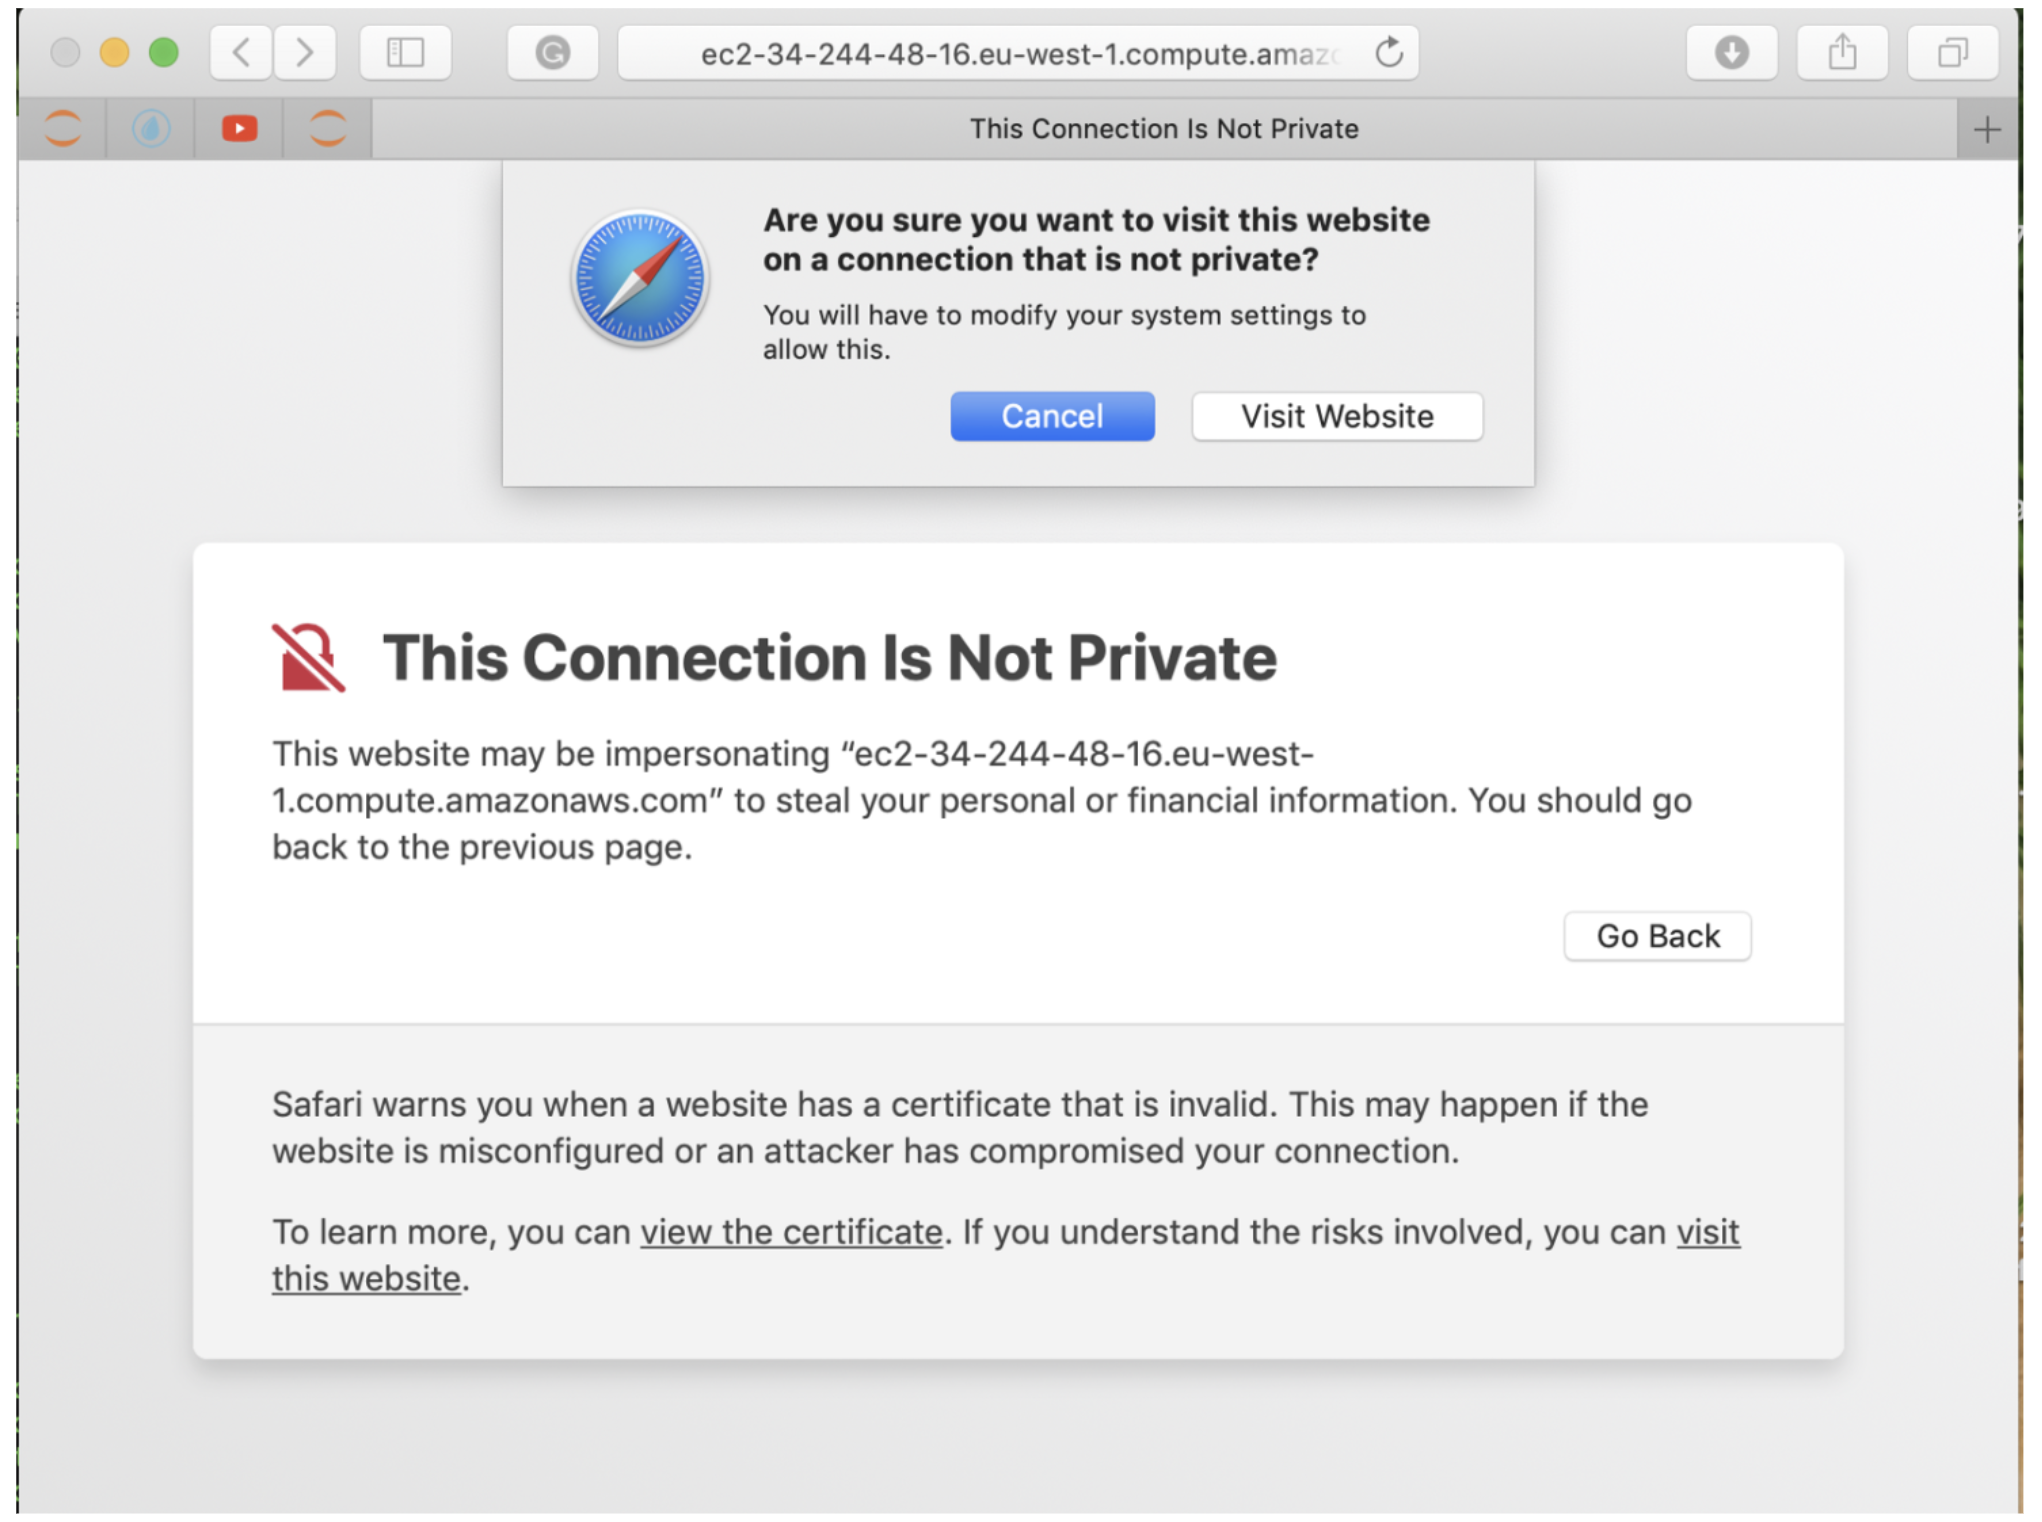 ec2-34-244-48-16.eu-west-1.compute.amaz
This Connection Is Not Private
Are you sure you want to visit this website
on a connection that is not private?
You will have to modify your system settings to
allow this.
Cancel
Visit Website
This Connection Is Not Private
This website may be impersonating “ec2-34-244-48-16.eu-west-
1.compute.amazonaws.com” to steal your personal or financial information. You should go
back to the previous page.
Go Back
Safari warns you when a website has a certificate that is invalid. This may happen if the
website is misconfigured or an attacker has compromised your connection.
To learn more, you can view the certificate. If you understand the risks involved, you can visit
this website.